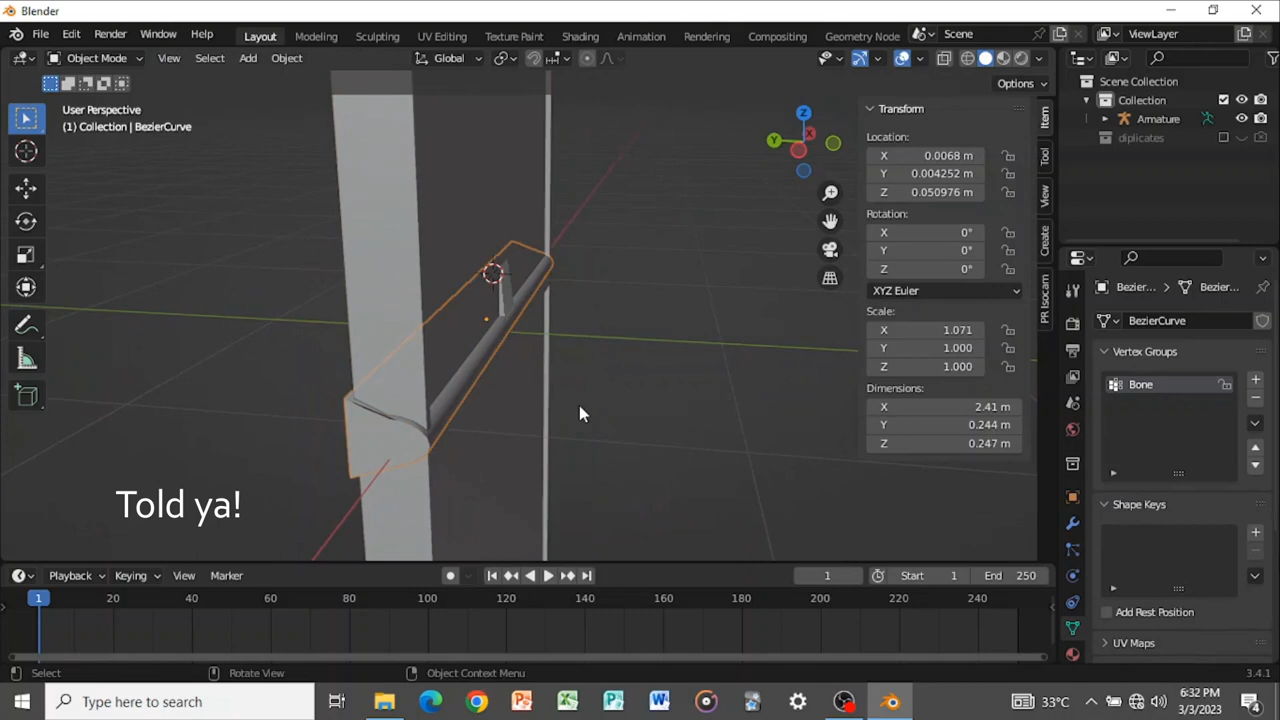 Blender
File Edit Render Window Help
Layout Modeling Sculpting UV Editing Texture Paint Shading Animation Rendering Compositing Geometry Node
Scene
ViewLayer
Object Mode View Select Add Object
Global
Options
User Perspective
(1) Collection | BezierCurve
Z
Y
X
Transform
Location:
X 0.0068 m
Y 0.004252 m
Z 0.050976 m
Rotation:
X 0°
Y 0°
Z 0°
XYZ Euler
Scale:
X 1.071
Y 1.000
Z 1.000
Dimensions:
X 2.41 m
Y 0.244 m
Z 0.247 m
Item
Tool
View
Create
PR Isocam
Scene Collection
Collection
Armature
diplicates
Bezier... Bezier...
BezierCurve
Vertex Groups
Bone
Shape Keys
Add Rest Position
UV Maps
Told ya!
Playback Keying View Marker
1
Start 1
End 250
1 20 40 60 80 100 120 140 160 180 200 220 240
Select
Rotate View
Object Context Menu
3.4.1
Type here to search
33°C
6:32 PM
3/3/2023
4